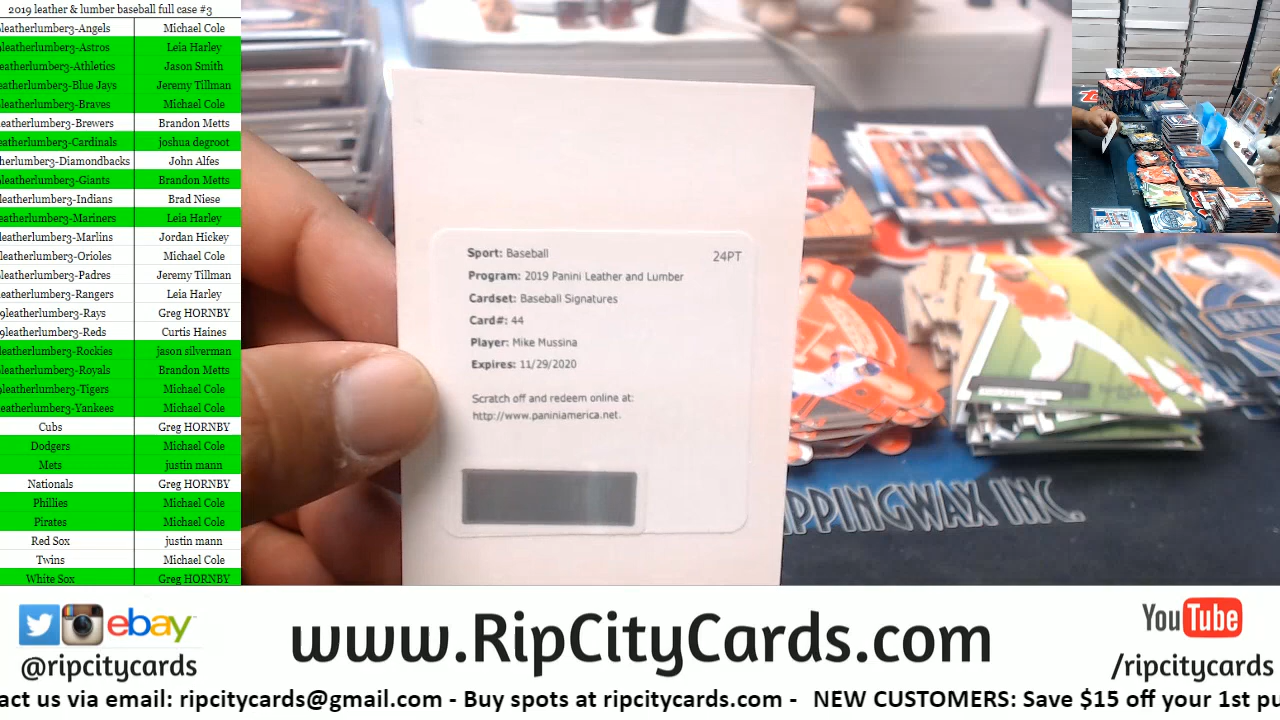 2019 leather & lumber baseball full case #3
leatherlumber3-Angels Michael Cole
leatherlumber3-Astros Leia Harley
leatherlumber3-Athletics Jason Smith
leatherlumber3-Blue Jays Jeremy Tillman
leatherlumber3-Braves Michael Cole
leatherlumber3-Brewers Brandon Metts
leatherlumber3-Cardinals joshua degroot
herlumber3-Diamondbacks John Alfes
9leatherlumber3-Giants Brandon Metts
leatherlumber3-Indians Brad Niese
leatherlumber3-Mariners Leia Harley
leatherlumber3-Marlins Jordan Hickey
leatherlumber3-Orioles Michael Cole
leatherlumber3-Padres Jeremy Tillman
leatherlumber3-Rangers Leia Harley
9leatherlumber3-Rays Greg HORNBY
9leatherlumber3-Reds Curtis Haines
leatherlumber3-Rockies jason silverman
leatherlumber3-Royals Brandon Metts
9leatherlumber3-Tigers Michael Cole
leatherlumber3-Yankees Michael Cole
Cubs Greg HORNBY
Dodgers Michael Cole
Mets justin mann
Nationals Greg HORNBY
Phillies Michael Cole
Pirates Michael Cole
Red Sox justin mann
Twins Michael Cole
White Sox Greg HORNBY
Sport: Baseball 24PT
Program: 2019 Panini Leather and Lumber
Cardset: Baseball Signatures
Card#: 44
Player: Mike Mussina
Expires: 11/29/2020
Scratch off and redeem online at:
http://www.paniniamerica.net.
PPINGWAX INC.
ebay
@ripcitycards
www.RipCityCards.com
YouTube
/ripcitycards
act us via email: ripcitycards@gmail.com - Buy spots at ripcitycards.com - NEW CUSTOMERS: Save $15 off your 1st pu